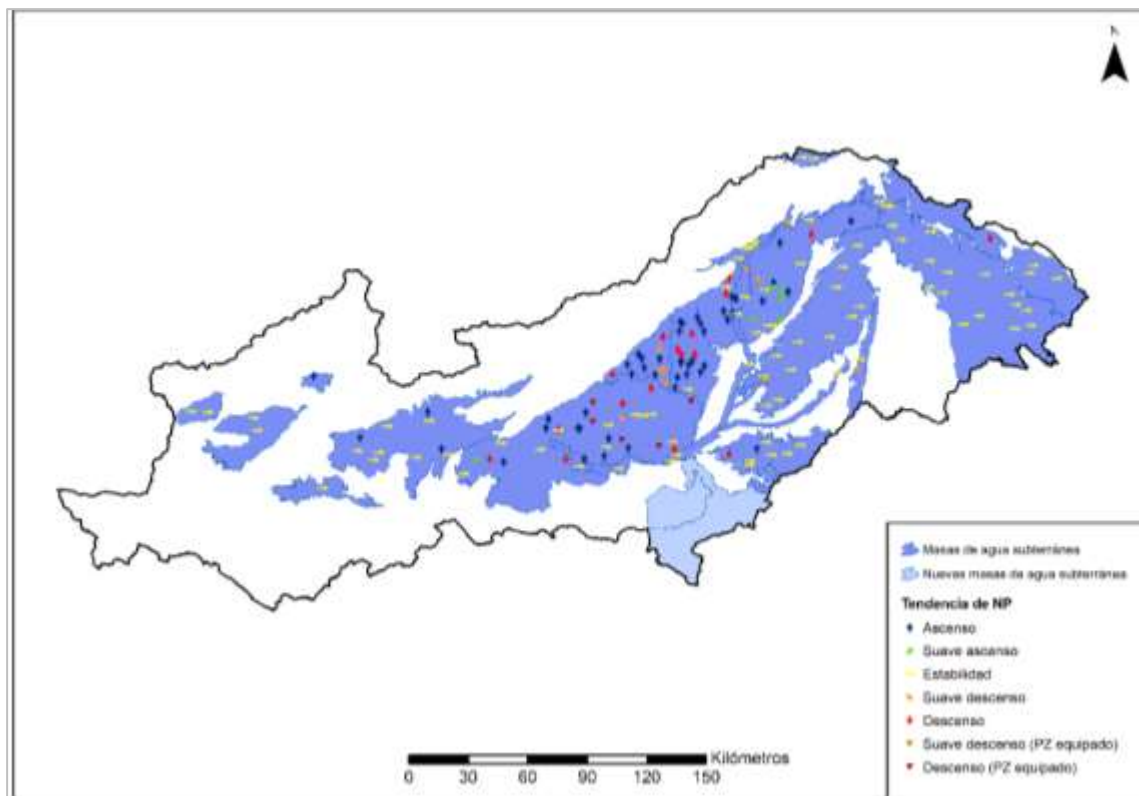 N
Masas de agua subterránea
Nuevas masas de agua subterránea
Tendencia de NP
Ascenso
Suave ascenso
Estabilidad
Suave descenso
Descenso
Suave descenso (PZ equipado)
Descenso (PZ equipado)
Kilómetros
0 30 60 90 120 150